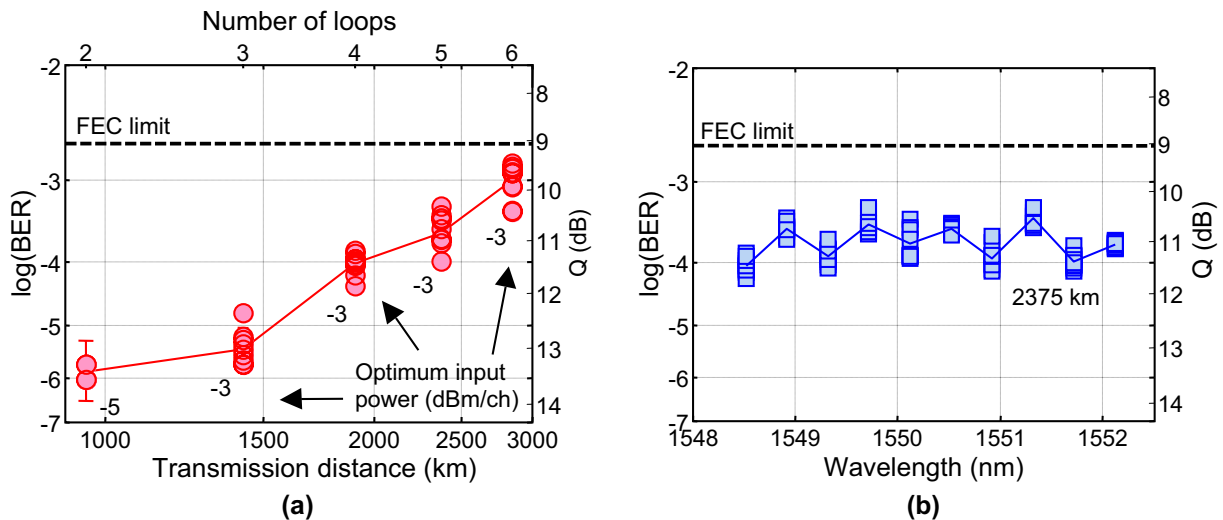 Number of loops
2 3 4 5 6
-2
-3
-4
-5
-6
-7
log(BER)
FEC limit
8
9
10
11
12
13
14
Q (dB)
-5
-3
-3
-3
-3
Optimum input
power (dBm/ch)
1000 1500 2000 2500 3000
Transmission distance (km)
(a)
-2
-3
-4
-5
-6
-7
log(BER)
FEC limit
8
9
10
11
12
13
14
Q (dB)
2375 km
1548 1549 1550 1551 1552
Wavelength (nm)
(b)